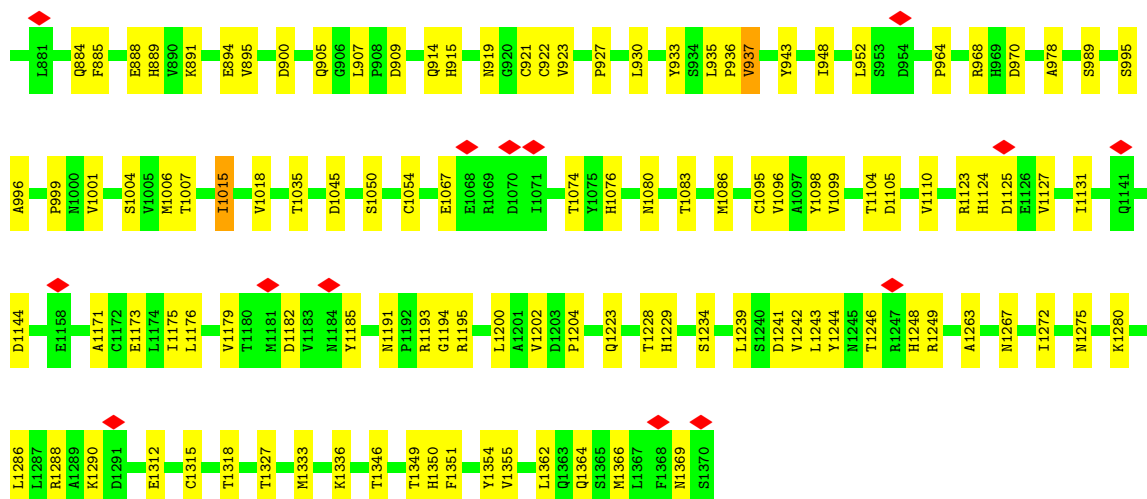 L881 Q884 F885 E888 H889 V890 K891 E894 V895 D900 Q905 G906 L907 P908 D909 Q914 H915 N919 G920 C921 C922 V923 P927 L930 Y933 S934 L935 P936 V937 Y943 I948 L952 S953 D954 P964 R968 H969 D970 A978 S989 S995
A996 P999 N1000 V1001 S1004 V1005 M1006 T1007 I1015 V1018 T1035 D1045 S1050 C1054 E1067 E1068 R1069 D1070 I1071 T1074 Y1075 H1076 N1080 T1083 M1086 C1095 V1096 A1097 Y1098 V1099 T1104 D1105 V1110 R1123 H1124 D1125 E1126 V1127 I1131 Q1141
D1144 E1158 A1171 C1172 E1173 L1174 I1175 L1176 V1179 T1180 M1181 D1182 V1183 N1184 Y1185 N1191 P1192 R1193 G1194 R1195 L1200 A1201 V1202 D1203 P1204 Q1223 T1228 H1229 S1234 L1239 S1240 D1241 V1242 L1243 Y1244 N1245 T1246 R1247 H1248 R1249 A1263 N1267 I1272 N1275 K1280
L1286 L1287 R1288 A1289 K1290 D1291 E1312 C1315 T1318 T1327 M1333 K1336 T1346 T1349 H1350 F1351 Y1354 V1355 L1362 Q1363 Q1364 S1365 M1366 L1367 F1368 N1369 S1370